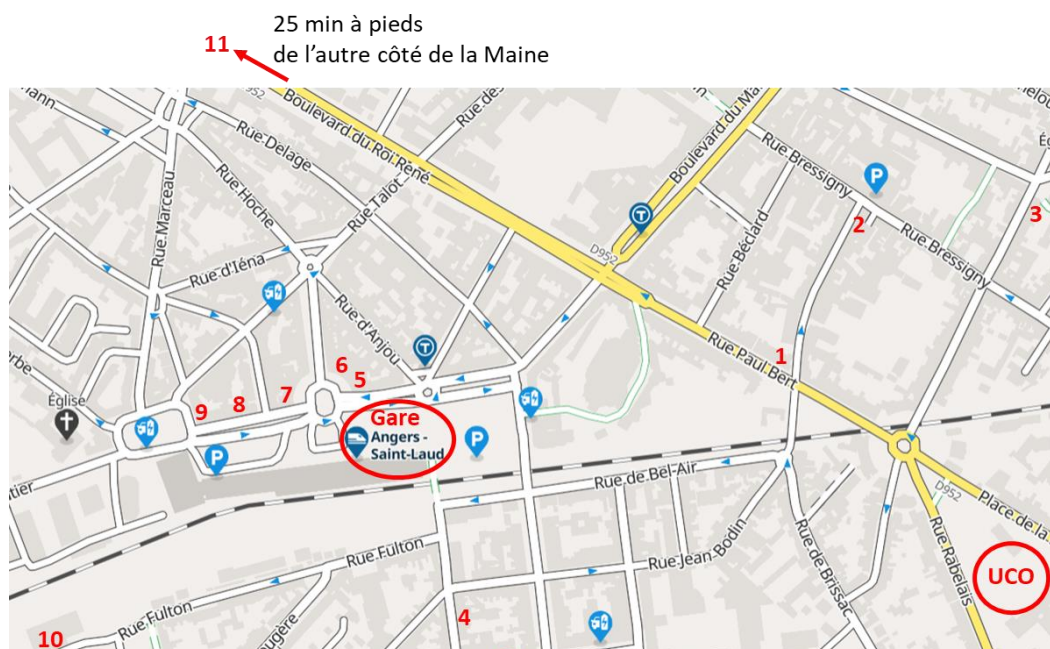 25 min à pieds
de l'autre côté de la Maine
11
D952
Boulevard du Roi René
Rue des
Boulevard du Ma
Rue Delage
Rue Hoche
Rue Talot
Rue Marceau
Rue Bressigny
P
3
2
Rue Bressigny
T
Rue Béclard
D952
Rue d'Iéna
Rue d'Anjou
1
Rue Paul Bert
T
6
5
7
8
9
Église
Gare
Angers -
Saint-Laud
P
P
Rue de Bel-Air
D952
Place de la
tier
Rue Rabelais
UCO
Rue Jean Bodin
Rue de Brissac
Rue Fulton
Rue Fulton
ugère
4
10